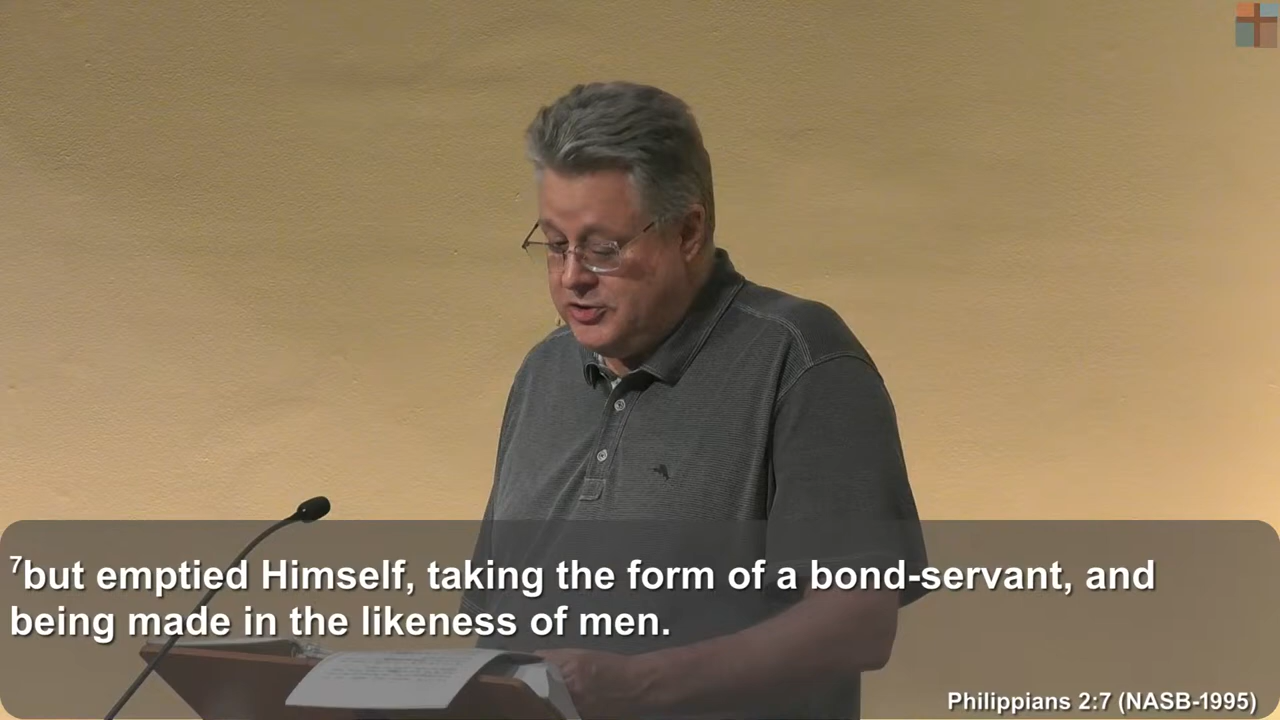 ⁷but emptied Himself, taking the form of a bond-servant, and
being made in the likeness of men.
Philippians 2:7 (NASB-1995)